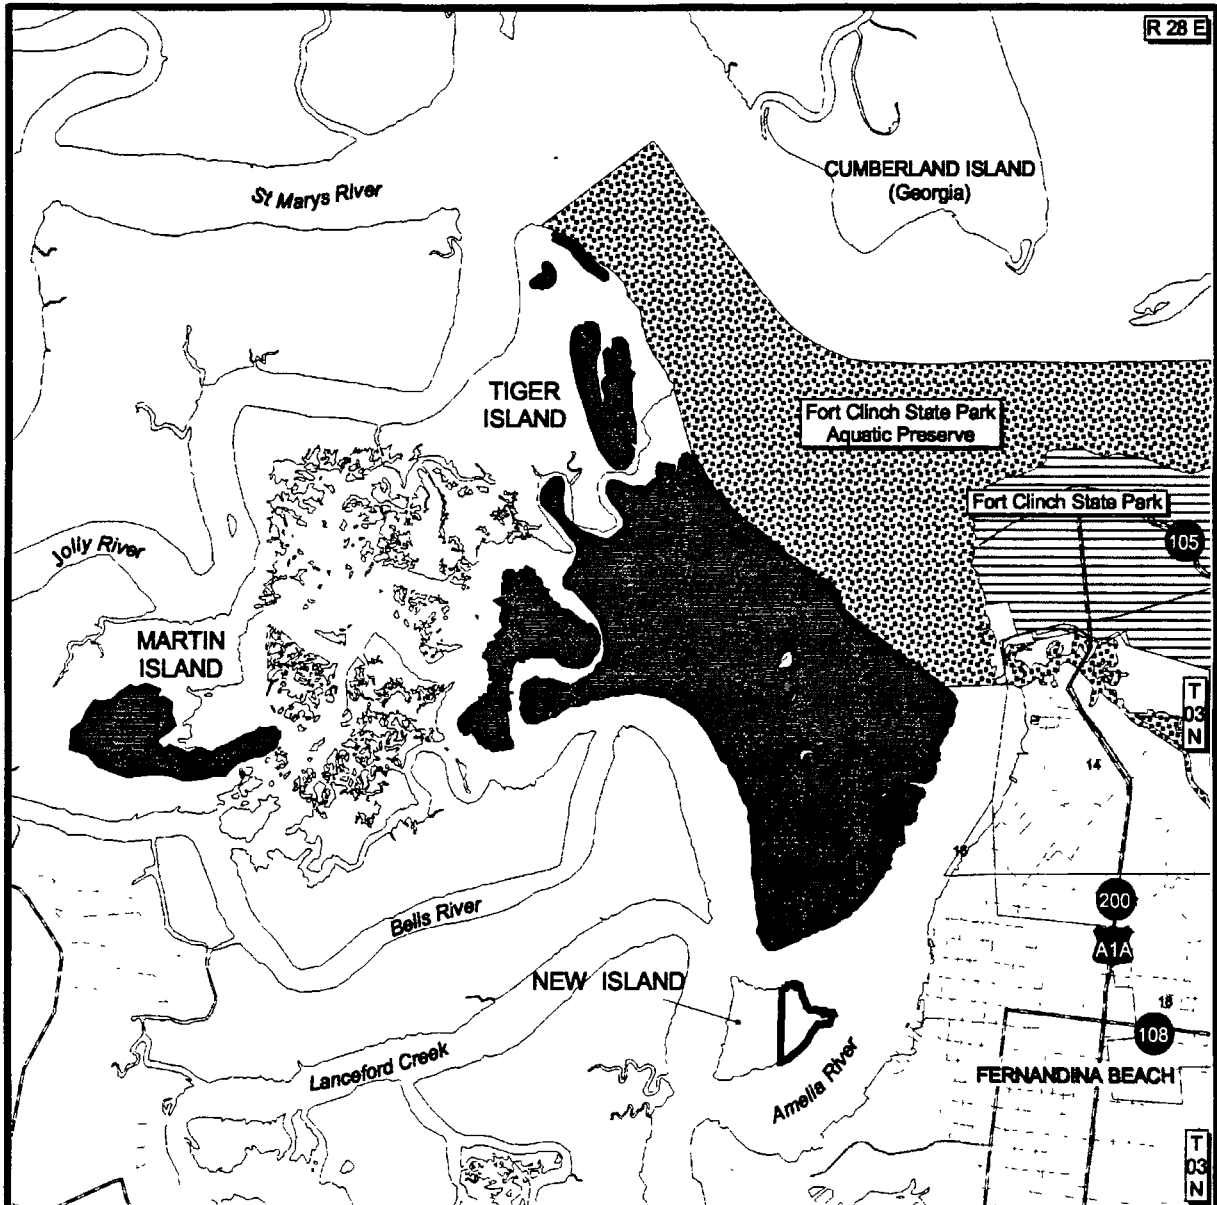 R 28 E
CUMBERLAND ISLAND
(Georgia)
St Marys River
TIGER
ISLAND
Fort Clinch State Park
Aquatic Preserve
Fort Clinch State Park
105
Jolly River
MARTIN
ISLAND
T
03
N
14
16
200
A1A
Bells River
NEW ISLAND
18
108
Lanceford Creek
Amelia River
FERNANDINA BEACH
T
03
N